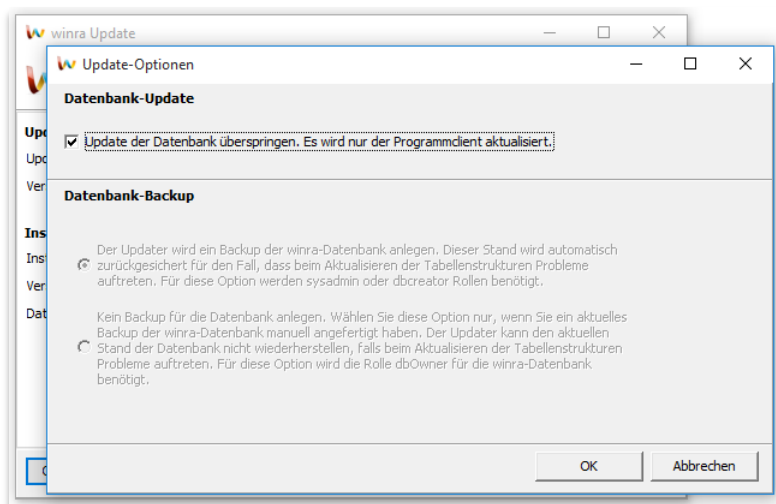 winra Update
Update-Optionen
Datenbank-Update
Update der Datenbank überspringen. Es wird nur der Programmclient aktualisiert.
Datenbank-Backup
Der Updater wird ein Backup der winra-Datenbank anlegen. Dieser Stand wird automatisch
zurückgesichert für den Fall, dass beim Aktualisieren der Tabellenstrukturen Probleme
auftreten. Für diese Option werden sysadmin oder dbcreator Rollen benötigt.
Kein Backup für die Datenbank anlegen. Wählen Sie diese Option nur, wenn Sie ein aktuelles
Backup der winra-Datenbank manuell angefertigt haben. Der Updater kann den aktuellen
Stand der Datenbank nicht wiederherstellen, falls beim Aktualisieren der Tabellenstrukturen
Probleme auftreten. Für diese Option wird die Rolle dbOwner für die winra-Datenbank
benötigt.
OK
Abbrechen